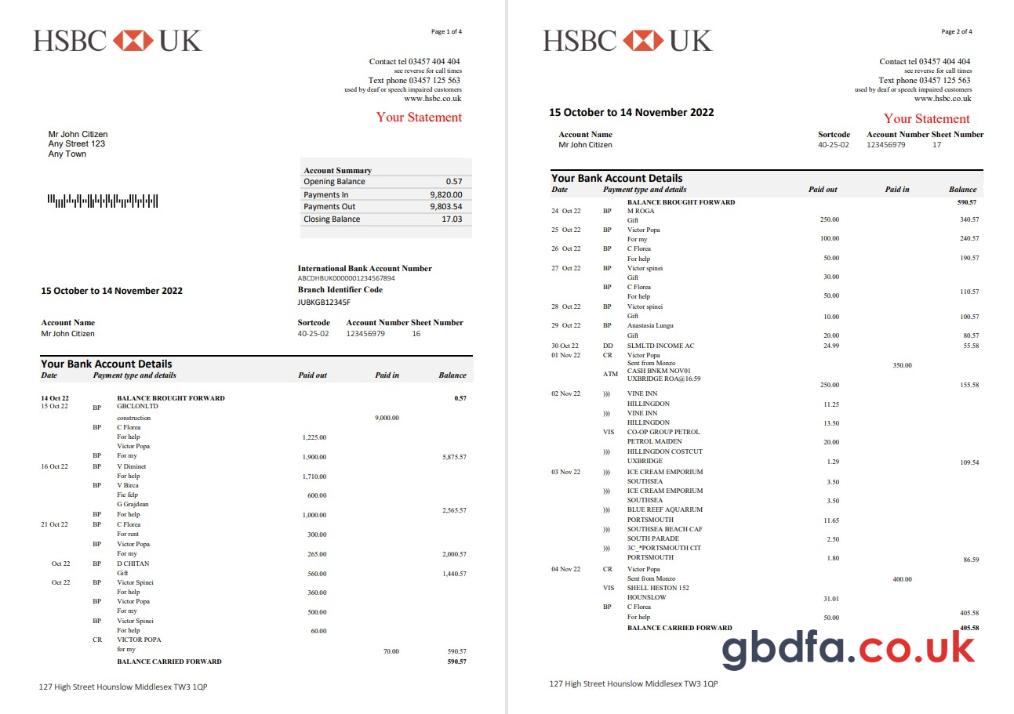 HSBC UK
Page 1 of 4
Contact tel 03457 404 404
see reverse for call times
Text phone 03457 125 563
used by deaf or speech impaired customers
www.hsbc.co.uk
Your Statement
Mr John Citizen
Any Street 123
Any Town
Account Summary
Opening Balance 0.57
Payments In 9,820.00
Payments Out 9,803.54
Closing Balance 17.03
International Bank Account Number
ABCDHBUK0000001234567894
15 October to 14 November 2022 Branch Identifier Code
JUBKGB12345F
Account Name Sortcode Account Number Sheet Number
Mr John Citizen 40-25-02 123456979 16
Your Bank Account Details
Date Payment type and details Paid out Paid in Balance
14 Oct 22 BALANCE BROUGHT FORWARD 0.57
15 Oct 22 BP GBCLONLTD
construction 9,000.00
BP C Florea
For help 1,225.00
Victor Popa
BP For my 1,900.00 5,875.57
16 Oct 22 BP V Diminet
For help 1,710.00
BP V Birca
Fie felp 600.00
G Grajdean
BP For help 1,000.00 2,565.57
21 Oct 22 BP C Florea
For runt 300.00
BP Victor Popa
For my 265.00 2,000.57
Oct 22 BP D CHITAN
Gift 560.00 1,440.57
Oct 22 BP Victor Spinei
For help 360.00
BP Victor Popa
For my 500.00
BP Victor Spinei
For help 60.00
CR VICTOR POPA
for my 70.00 590.57
BALANCE CARRIED FORWARD 590.57
127 High Street Hounslow Middlesex TW3 1QP
HSBC UK
Page 2 of 4
Contact tel 03457 404 404
see reverse for call times
Text phone 03457 125 563
used by deaf or speech impaired customers
www.hsbc.co.uk
15 October to 14 November 2022 Your Statement
Account Name Sortcode Account Number Sheet Number
Mr John Citizen 40-25-02 123456979 17
Your Bank Account Details
Date Payment type and details Paid out Paid in Balance
BALANCE BROUGHT FORWARD 590.57
24 Oct 22 BP M ROGA
Gift 250.00 340.57
25 Oct 22 BP Victor Popa
For my 100.00 240.57
26 Oct 22 BP C Florea
For help 50.00 190.57
27 Oct 22 BP Victor spinei
Gift 30.00
BP C Florea
For help 50.00 110.57
28 Oct 22 BP Victor spinei
Gift 10.00 100.57
29 Oct 22 BP Anastasia Lungu
Gift 20.00 80.57
30 Oct 22 DD SLMLTD INCOME AC 24.99 55.58
01 Nov 22 CR Victor Popa
Sent from Monzo 350.00
ATM CASH BNKM NOV01
UXBRIDGE ROA@16:59
250.00 155.58
02 Nov 22 ))) VINE INN
HILLINGDON 11.25
))) VINE INN
HILLINGDON 13.50
VIS CO-OP GROUP PETROL
PETROL MAIDEN 20.00
))) HILLINGDON COSTCUT
UXBRIDGE 1.29 109.54
03 Nov 22 ))) ICE CREAM EMPORIUM
SOUTHSEA 3.50
))) ICE CREAM EMPORIUM
SOUTHSEA 3.50
))) BLUE REEF AQUARIUM
PORTSMOUTH 11.65
))) SOUTHSEA BEACH CAF
SOUTH PARADE 2.50
))) 3C_*PORTSMOUTH CIT
PORTSMOUTH 1.80 86.59
04 Nov 22 CR Victor Popa
Sent from Monzo 400.00
VIS SHELL HESTON 152
HOUNSLOW 31.01
BP C Florea
For help 50.00 405.58
BALANCE CARRIED FORWARD 405.58
gbdfa.co.uk
127 High Street Hounslow Middlesex TW3 1QP